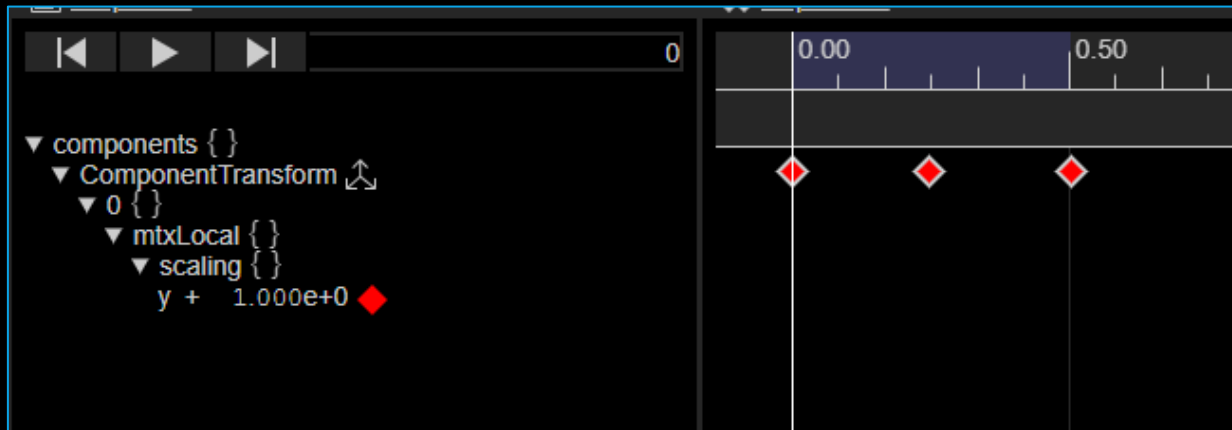 0
0.00
0.50
components { }
ComponentTransform
0 { }
mtxLocal { }
scaling { }
y + 1.000e+0